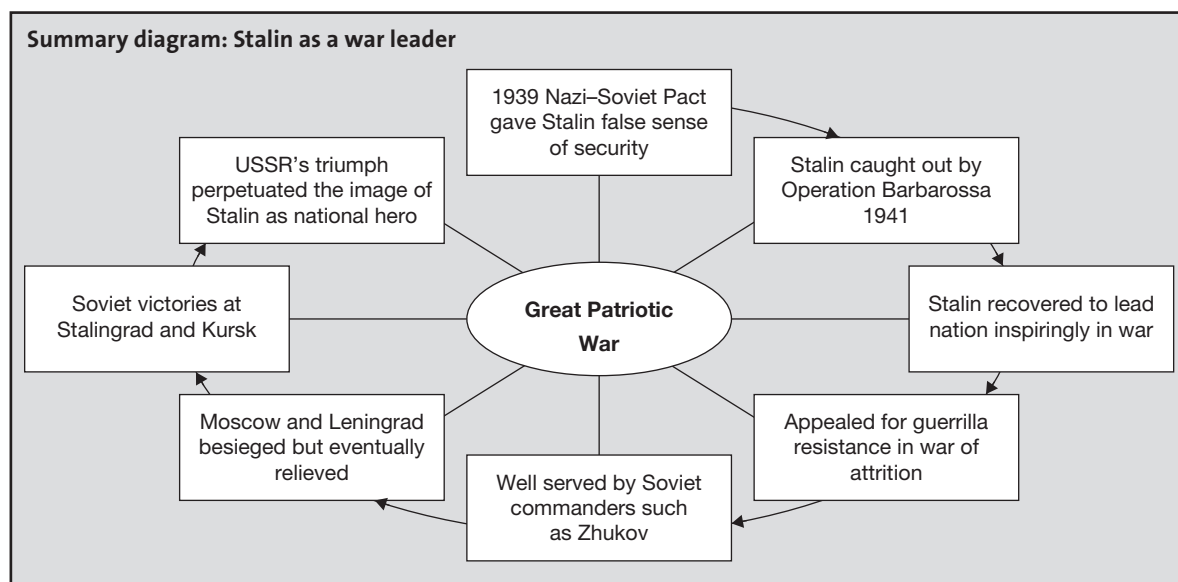 Summary diagram: Stalin as a war leader
1939 Nazi–Soviet Pact
gave Stalin false sense
of security
Stalin caught out by
Operation Barbarossa
1941
Stalin recovered to lead
nation inspiringly in war
Appealed for guerrilla
resistance in war of
attrition
Well served by Soviet
commanders such
as Zhukov
Moscow and Leningrad
besieged but eventually
relieved
Soviet victories at
Stalingrad and Kursk
USSR's triumph
perpetuated the image of
Stalin as national hero
Great Patriotic
War